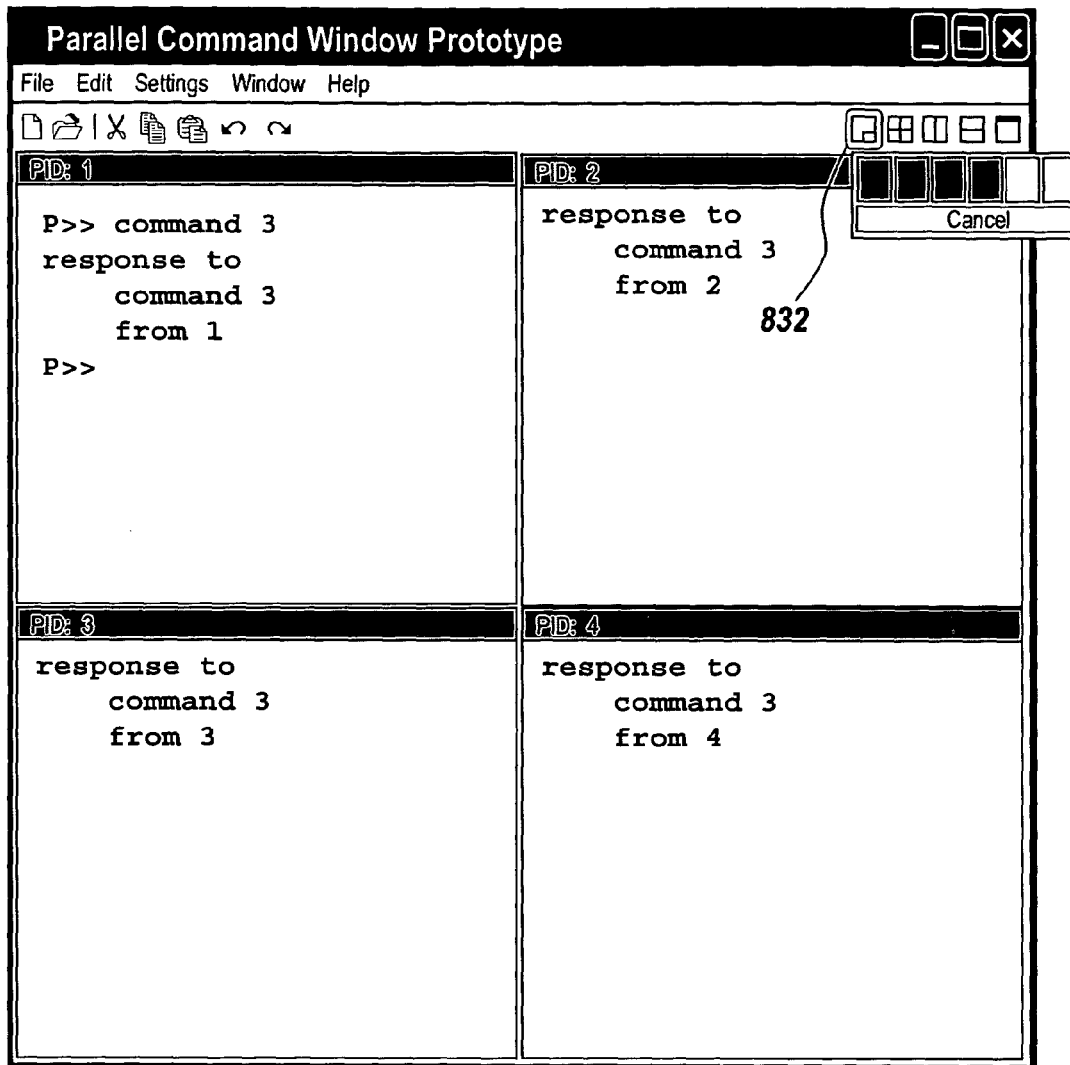 Parallel Command Window Prototype
File Edit Settings Window Help
PID: 1
P>> command 3
response to
command 3
from 1
P>>
PID: 2
response to
command 3
from 2
Cancel
832
PID: 3
response to
command 3
from 3
PID: 4
response to
command 3
from 4